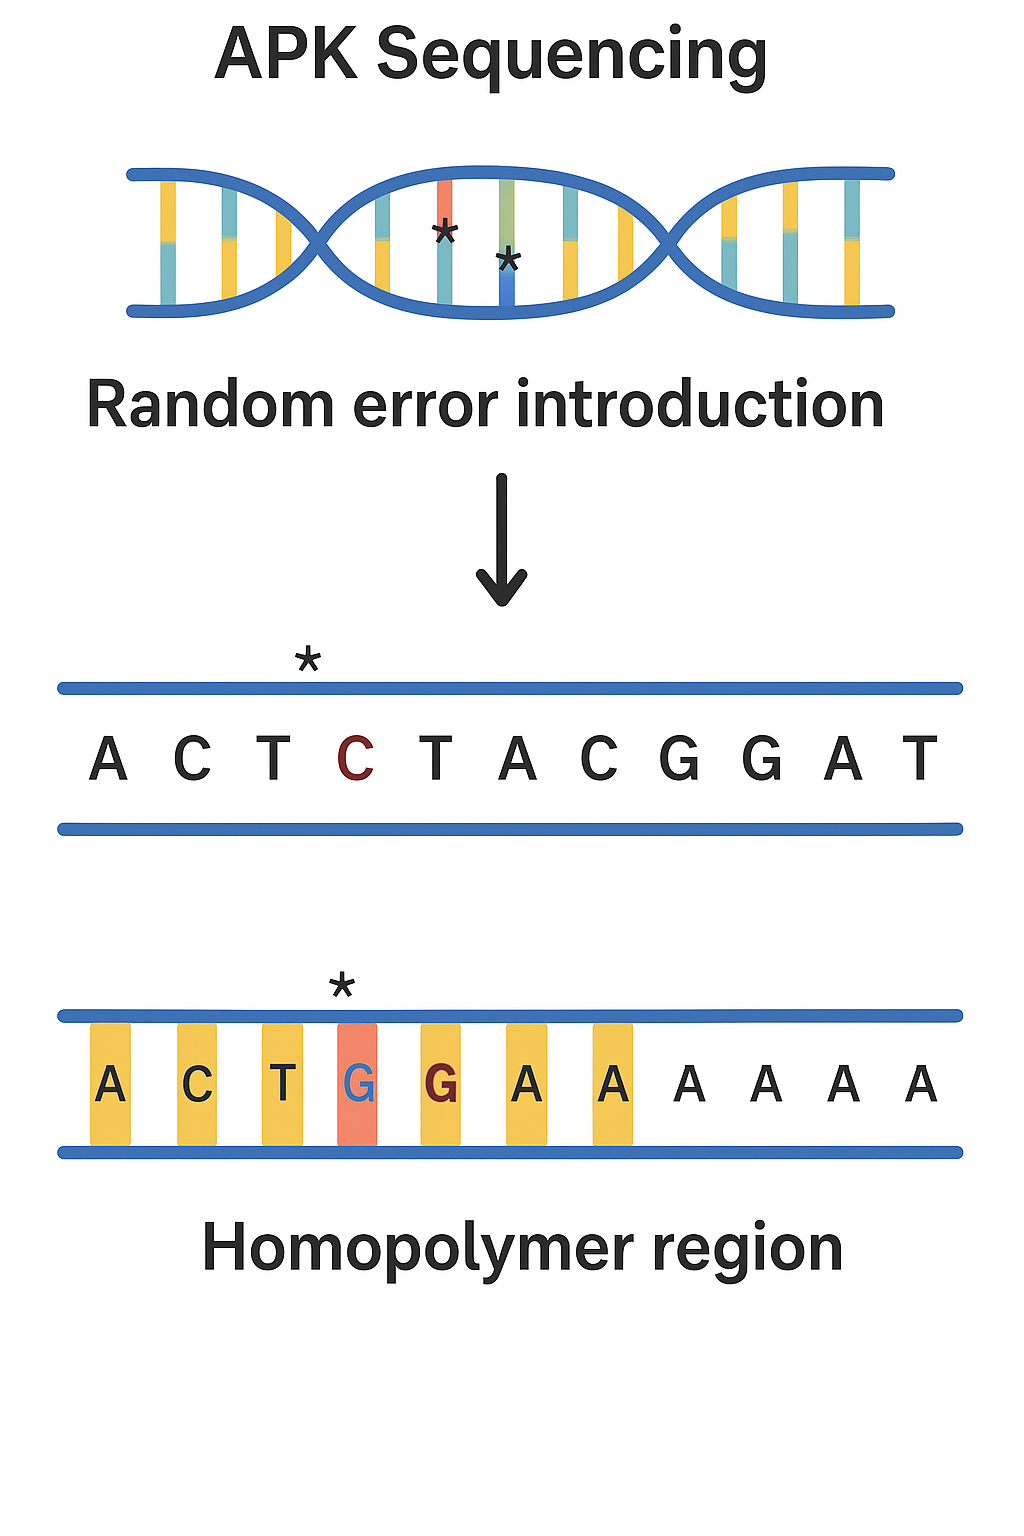 APK Sequencing
*
*
Random error introduction
*
A C T C T A C G G A T
*
A C T G G A A A A A A
Homopolymer region